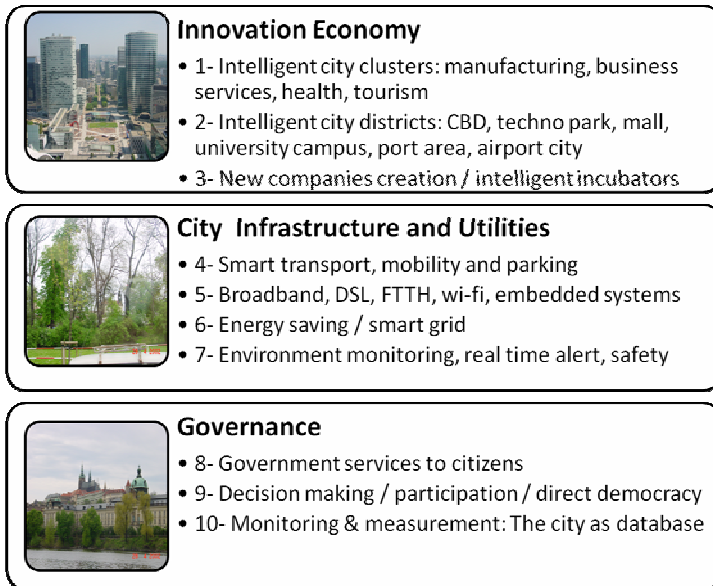 Innovation Economy
• 1- Intelligent city clusters: manufacturing, business
services, health, tourism
• 2- Intelligent city districts: CBD, techno park, mall,
university campus, port area, airport city
• 3- New companies creation / intelligent incubators
City Infrastructure and Utilities
• 4- Smart transport, mobility and parking
• 5- Broadband, DSL, FTTH, wi-fi, embedded systems
• 6- Energy saving / smart grid
• 7- Environment monitoring, real time alert, safety
Governance
• 8- Government services to citizens
• 9- Decision making / participation / direct democracy
• 10- Monitoring & measurement: The city as database